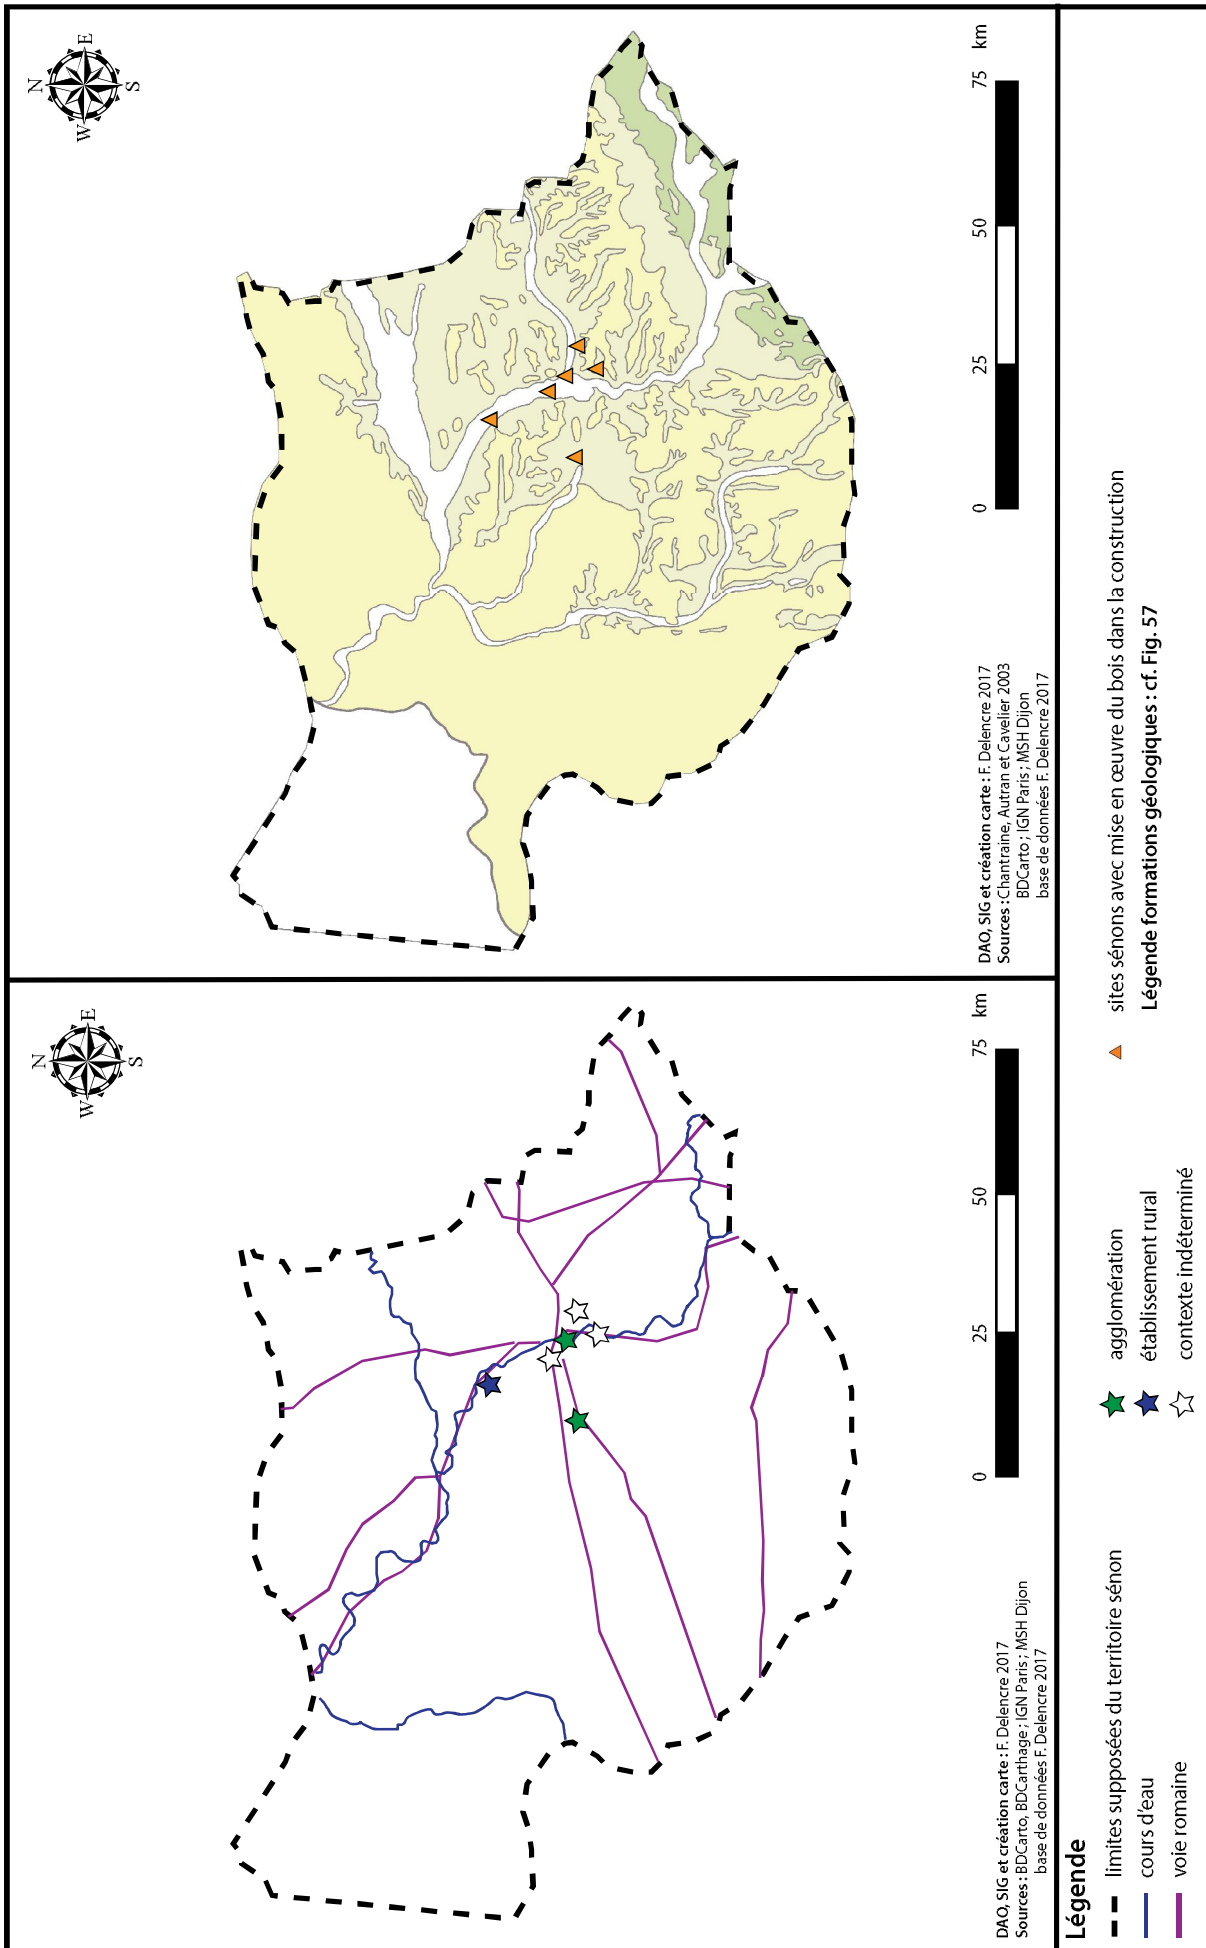 N
W
E
S
0
25
50
75
km
DAO, SIG et création carte : F. Delencre 2017
Sources : BDCarto, BDCarthage ; IGN Paris ; MSH Dijon
base de données F. Delencre 2017
N
W
E
S
0
25
50
75
km
DAO, SIG et création carte : F. Delencre 2017
Sources : Chantraine, Autran et Cavelier 2003
BDCarto ; IGN Paris ; MSH Dijon
base de données F. Delencre 2017
Légende
limites supposées du territoire sénon
cours d'eau
voie romaine
agglomération
établissement rural
contexte indéterminé
sites sénons avec mise en œuvre du bois dans la construction
Légende formations géologiques : cf. Fig. 57